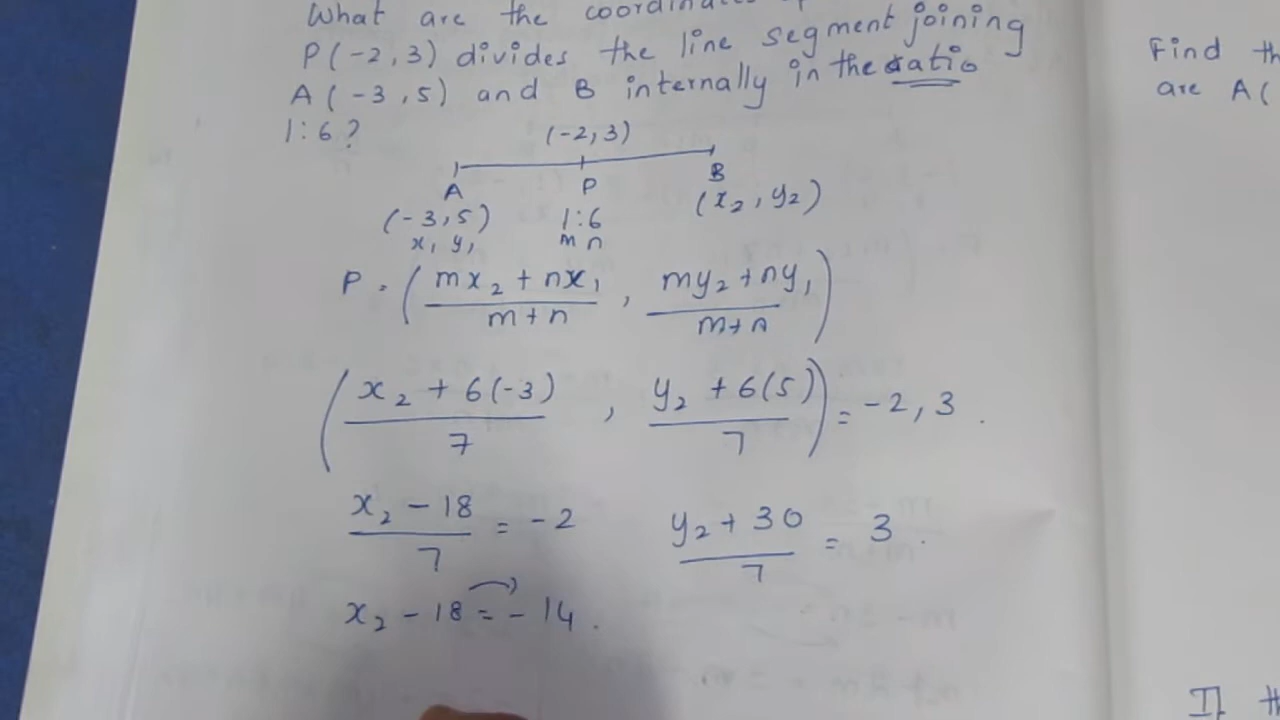 What are the coordinates
P(-2,3) divides the line segment joining
A(-3,5) and B internally in the ratio
1:6?
(-2,3)
A P B
(-3,5) 1:6 (x₂, y₂)
x₁ y₁ m n
P = ( mx₂ + nx₁ / m+n , my₂ + ny₁ / m+n )
( x₂ + 6(-3) / 7 , y₂ + 6(5) / 7 ) = -2, 3.
x₂ - 18 / 7 = -2 y₂ + 30 / 7 = 3.
x₂ - 18 = - 14.
Find
are A(
If